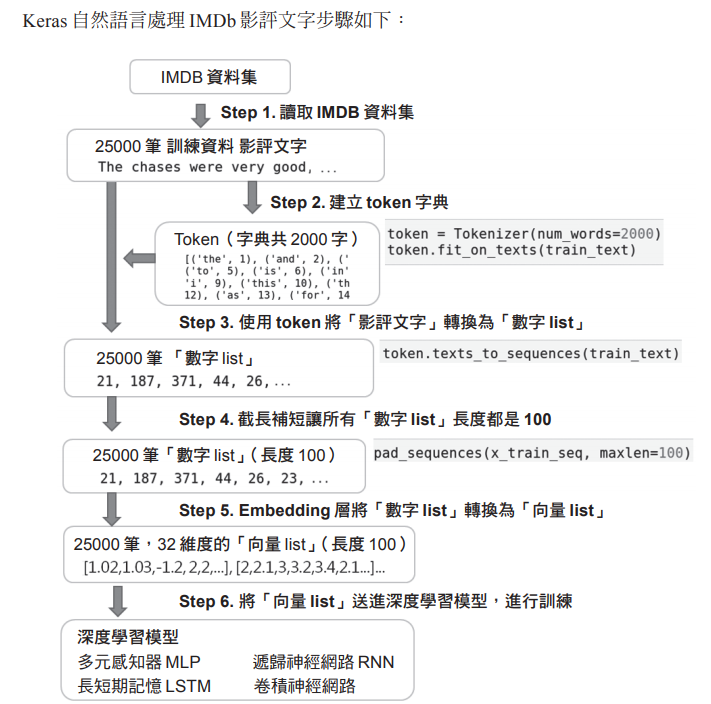 Keras 自然語言處理 IMDb 影評文字步驟如下：
IMDB 資料集
Step 1. 讀取 IMDB 資料集
25000 筆 訓練資料 影評文字
The chases were very good, ...
Step 2. 建立 token 字典
Token（字典共 2000 字）
[('the', 1), ('and', 2), ('
('to', 5), ('is', 6), ('in'
'i', 9), ('this', 10), ('th
12), ('as', 13), ('for', 14
token = Tokenizer(num_words=2000)
token.fit_on_texts(train_text)
Step 3. 使用 token 將「影評文字」轉換為「數字 list」
25000 筆 「數字 list」
21, 187, 371, 44, 26, ...
token.texts_to_sequences(train_text)
Step 4. 截長補短讓所有「數字 list」長度都是 100
25000 筆「數字 list」（長度 100）
21, 187, 371, 44, 26, 23, ...
pad_sequences(x_train_seq, maxlen=100)
Step 5. Embedding 層將「數字 list」轉換為「向量 list」
25000 筆，32 維度的「向量 list」（長度 100）
[1.02,1.03,-1.2, 2,2,...], [2,2.1,3,3.2,3.4,2.1...]...
Step 6. 將「向量 list」送進深度學習模型，進行訓練
深度學習模型
多元感知器 MLP 遞歸神經網路 RNN
長短期記憶 LSTM 卷積神經網路